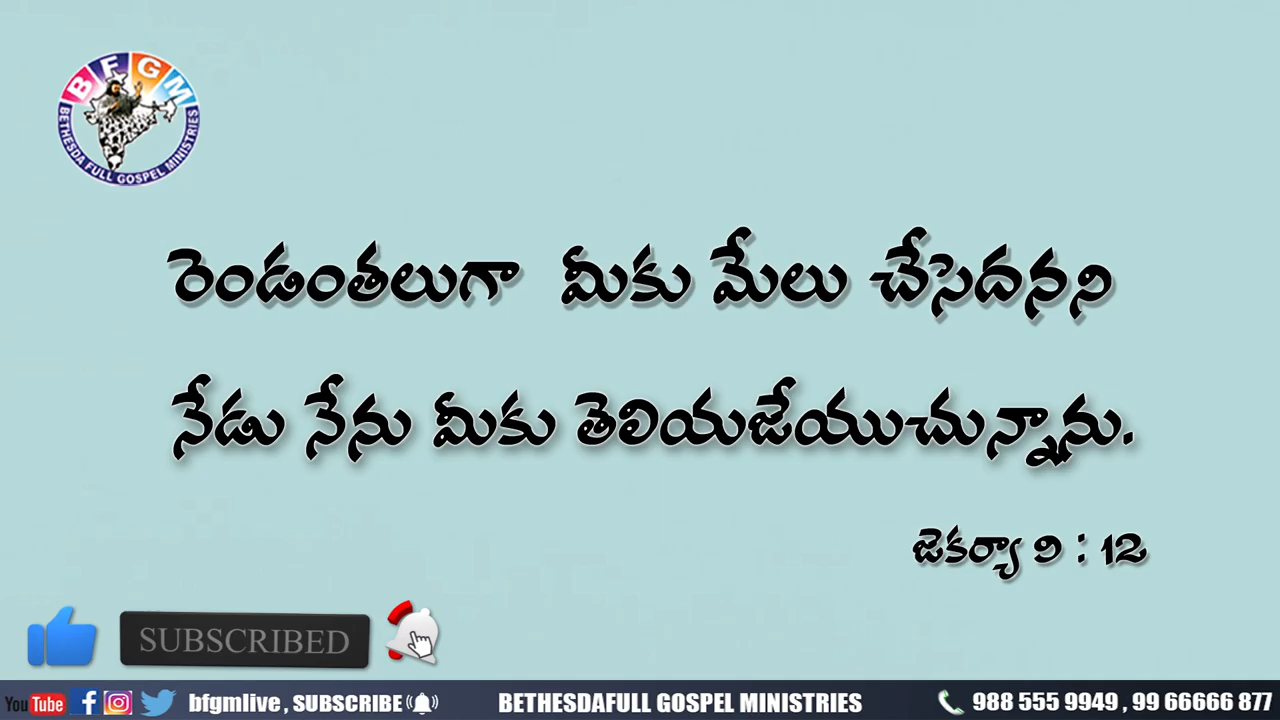 BFGM
BETHESDA FULL GOSPEL MINISTRIES
రెండంతలుగా మీకు మేలు చేసెదనని
నేడు నేను మీకు తెలియజేయుచున్నాను.
జెకర్యా 9 : 12
SUBSCRIBED
YouTube bfgmlive , SUBSCRIBE BETHESDAFULL GOSPEL MINISTRIES 988 555 9949 , 99 66666 877